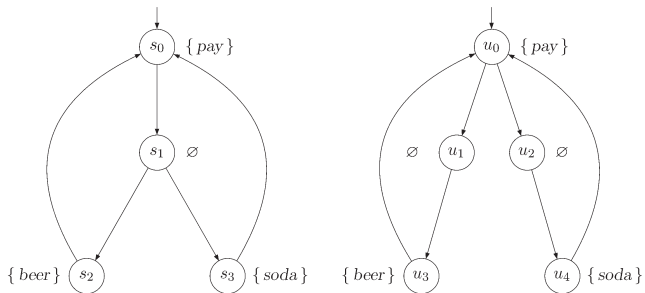 s₀ { pay } u₀ { pay }
s₁ ∅ ∅ u₁ u₂ ∅
{ beer } s₂ s₃ { soda } { beer } u₃ u₄ { soda }